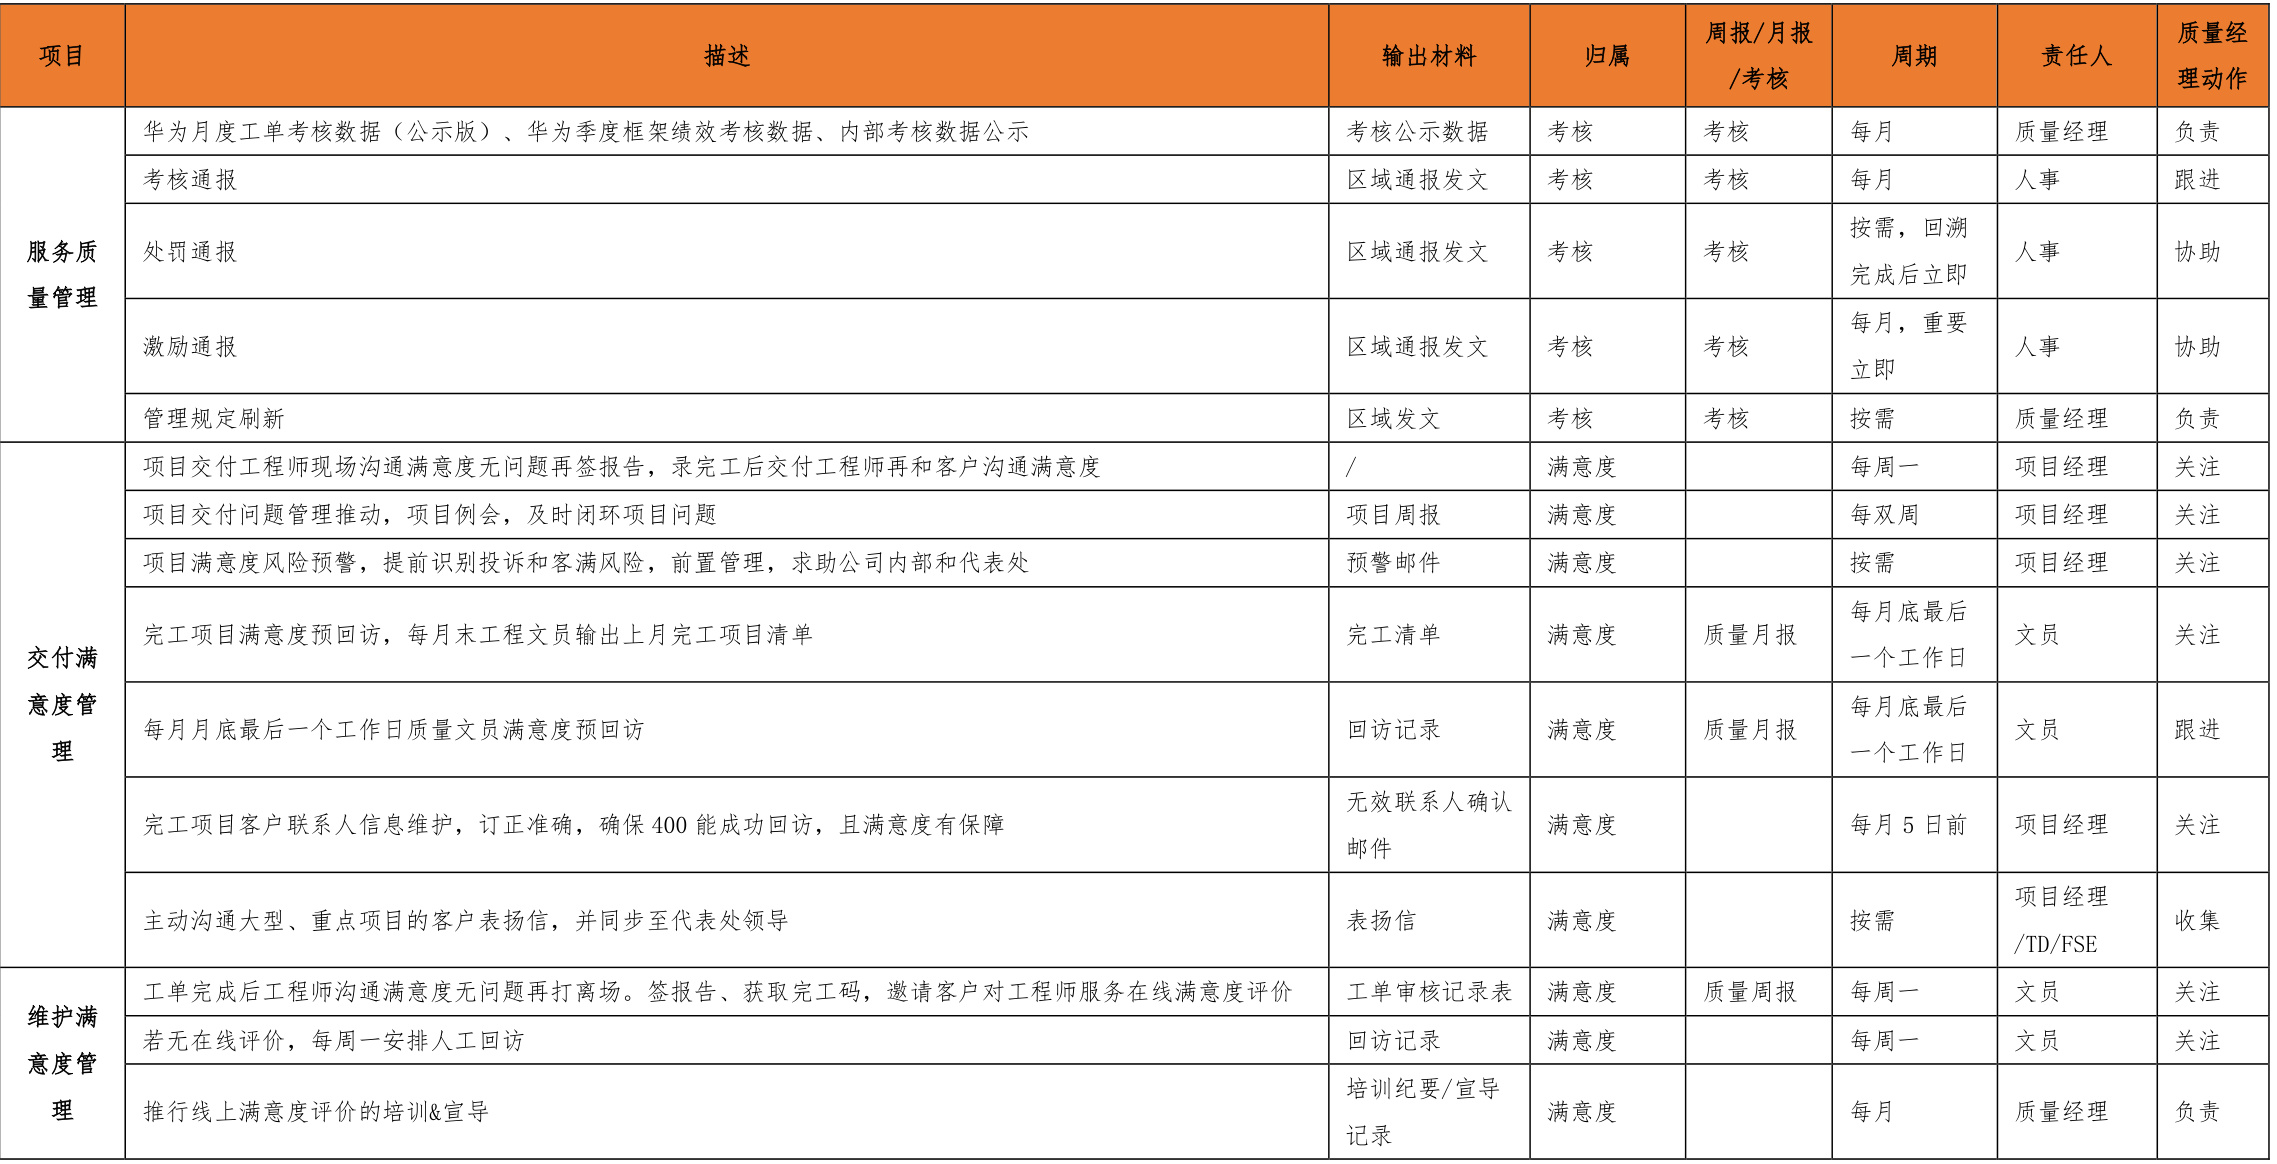 项目 描述 输出材料 归属 周报/月报/考核 周期 责任人 质量经理动作
服务质量管理
华为月度工单考核数据（公示版）、华为季度框架绩效考核数据、内部考核数据公示 考核公示数据 考核 考核 每月 质量经理 负责
考核通报 区域通报发文 考核 考核 每月 人事 跟进
处罚通报 区域通报发文 考核 考核 按需，回溯完成后立即 人事 协助
激励通报 区域通报发文 考核 考核 每月，重要立即 人事 协助
管理规定刷新 区域发文 考核 考核 按需 质量经理 负责
交付满意度管理
项目交付工程师现场沟通满意度无问题再签报告，录完工后交付工程师再和客户沟通满意度 / 满意度 每周一 项目经理 关注
项目交付问题管理推动，项目例会，及时闭环项目问题 项目周报 满意度 每双周 项目经理 关注
项目满意度风险预警，提前识别投诉和客满风险，前置管理，求助公司内部和代表处 预警邮件 满意度 按需 项目经理 关注
完工项目满意度预回访，每月末工程文员输出上月完工项目清单 完工清单 满意度 质量月报 每月底最后一个工作日 文员 关注
每月月底最后一个工作日质量文员满意度预回访 回访记录 满意度 质量月报 每月底最后一个工作日 文员 跟进
完工项目客户联系人信息维护，订正准确，确保 400 能成功回访，且满意度有保障 无效联系人确认邮件 满意度 每月 5 日前 项目经理 关注
主动沟通大型、重点项目的客户表扬信，并同步至代表处领导 表扬信 满意度 按需 项目经理/TD/FSE 收集
维护满意度管理
工单完成后工程师沟通满意度无问题再打离场。签报告、获取完工码，邀请客户对工程师服务在线满意度评价 工单审核记录表 满意度 质量周报 每周一 文员 关注
若无在线评价，每周一安排人工回访 回访记录 满意度 每周一 文员 关注
推行线上满意度评价的培训&宣导 培训纪要/宣导记录 满意度 每月 质量经理 负责